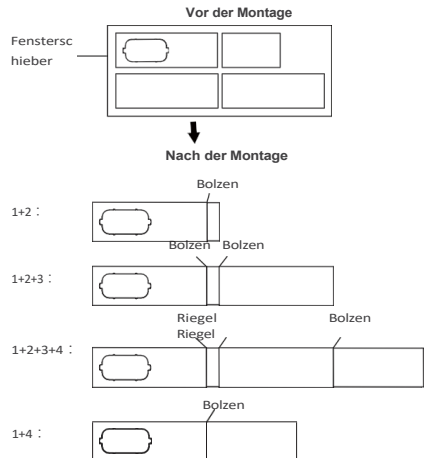 Vor der Montage
Fenstersc
hieber
Nach der Montage
Bolzen
1+2：
Bolzen Bolzen
1+2+3：
Riegel Bolzen
Riegel
1+2+3+4：
Bolzen
1+4：